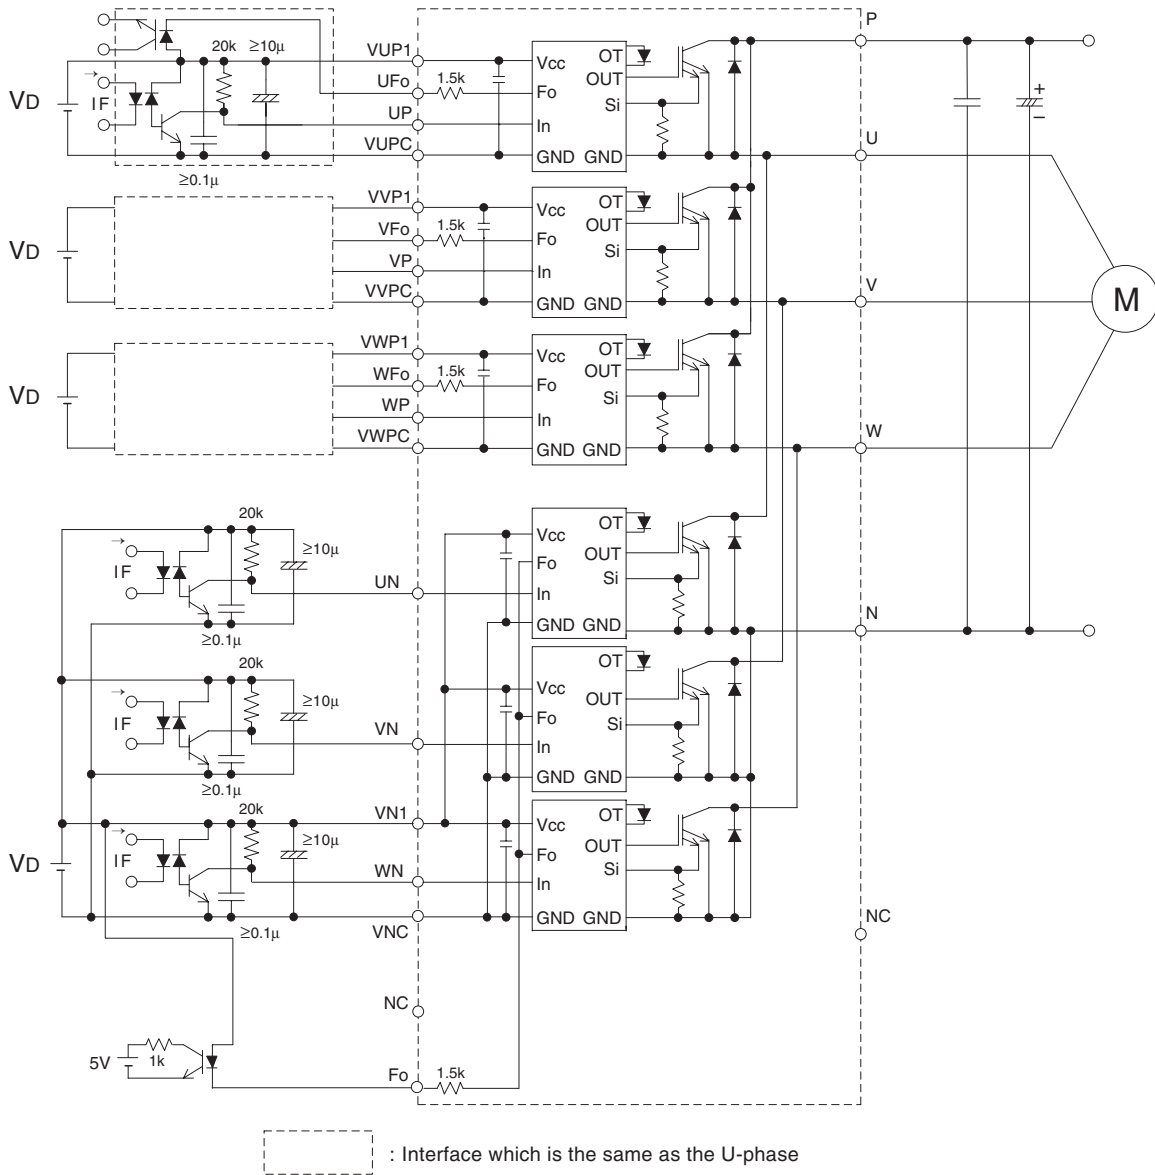 P
20k ≥10μ VUP1 Vcc OT
UFo 1.5k Fo OUT
VD IF Si
UP In
VUPC GND GND U
≥0.1μ
VVP1 Vcc OT
VFo 1.5k Fo OUT
VD VP In Si
VVPC GND GND V M
VWP1 Vcc OT
WFo 1.5k Fo OUT
VD WP In Si
VWPC GND GND W
20k OT
≥10μ Vcc OUT
IF Fo Si
UN In
≥0.1μ GND GND N
20k OT
≥10μ Vcc OUT
IF VN Fo Si
In
≥0.1μ GND GND
20k VN1 Vcc OT
≥10μ Fo OUT
VD IF WN In Si
≥0.1μ VNC GND GND NC
NC
5V 1k Fo 1.5k
+
–
: Interface which is the same as the U-phase